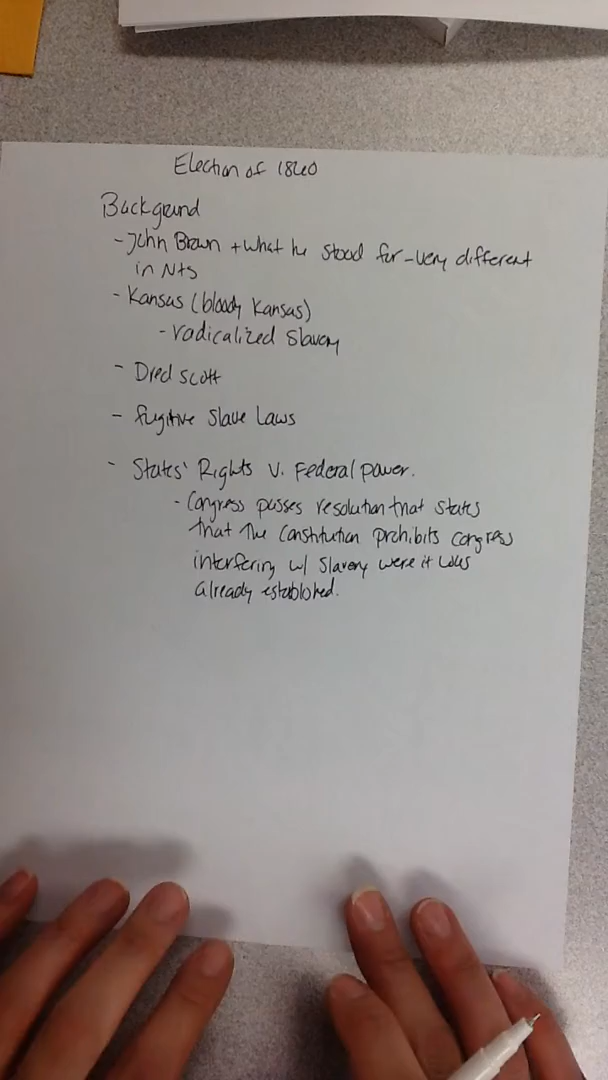 Election of 1860
Background
- John Brown + what he stood for - very different
in N+S
- Kansas (bloody Kansas)
- radicalized slavery
- Dred Scott
- fugitive slave laws
- States' Rights v. Federal power.
- Congress passes resolution that states
that the Constitution prohibits congress
interfering w/ slavery were it was
already established.